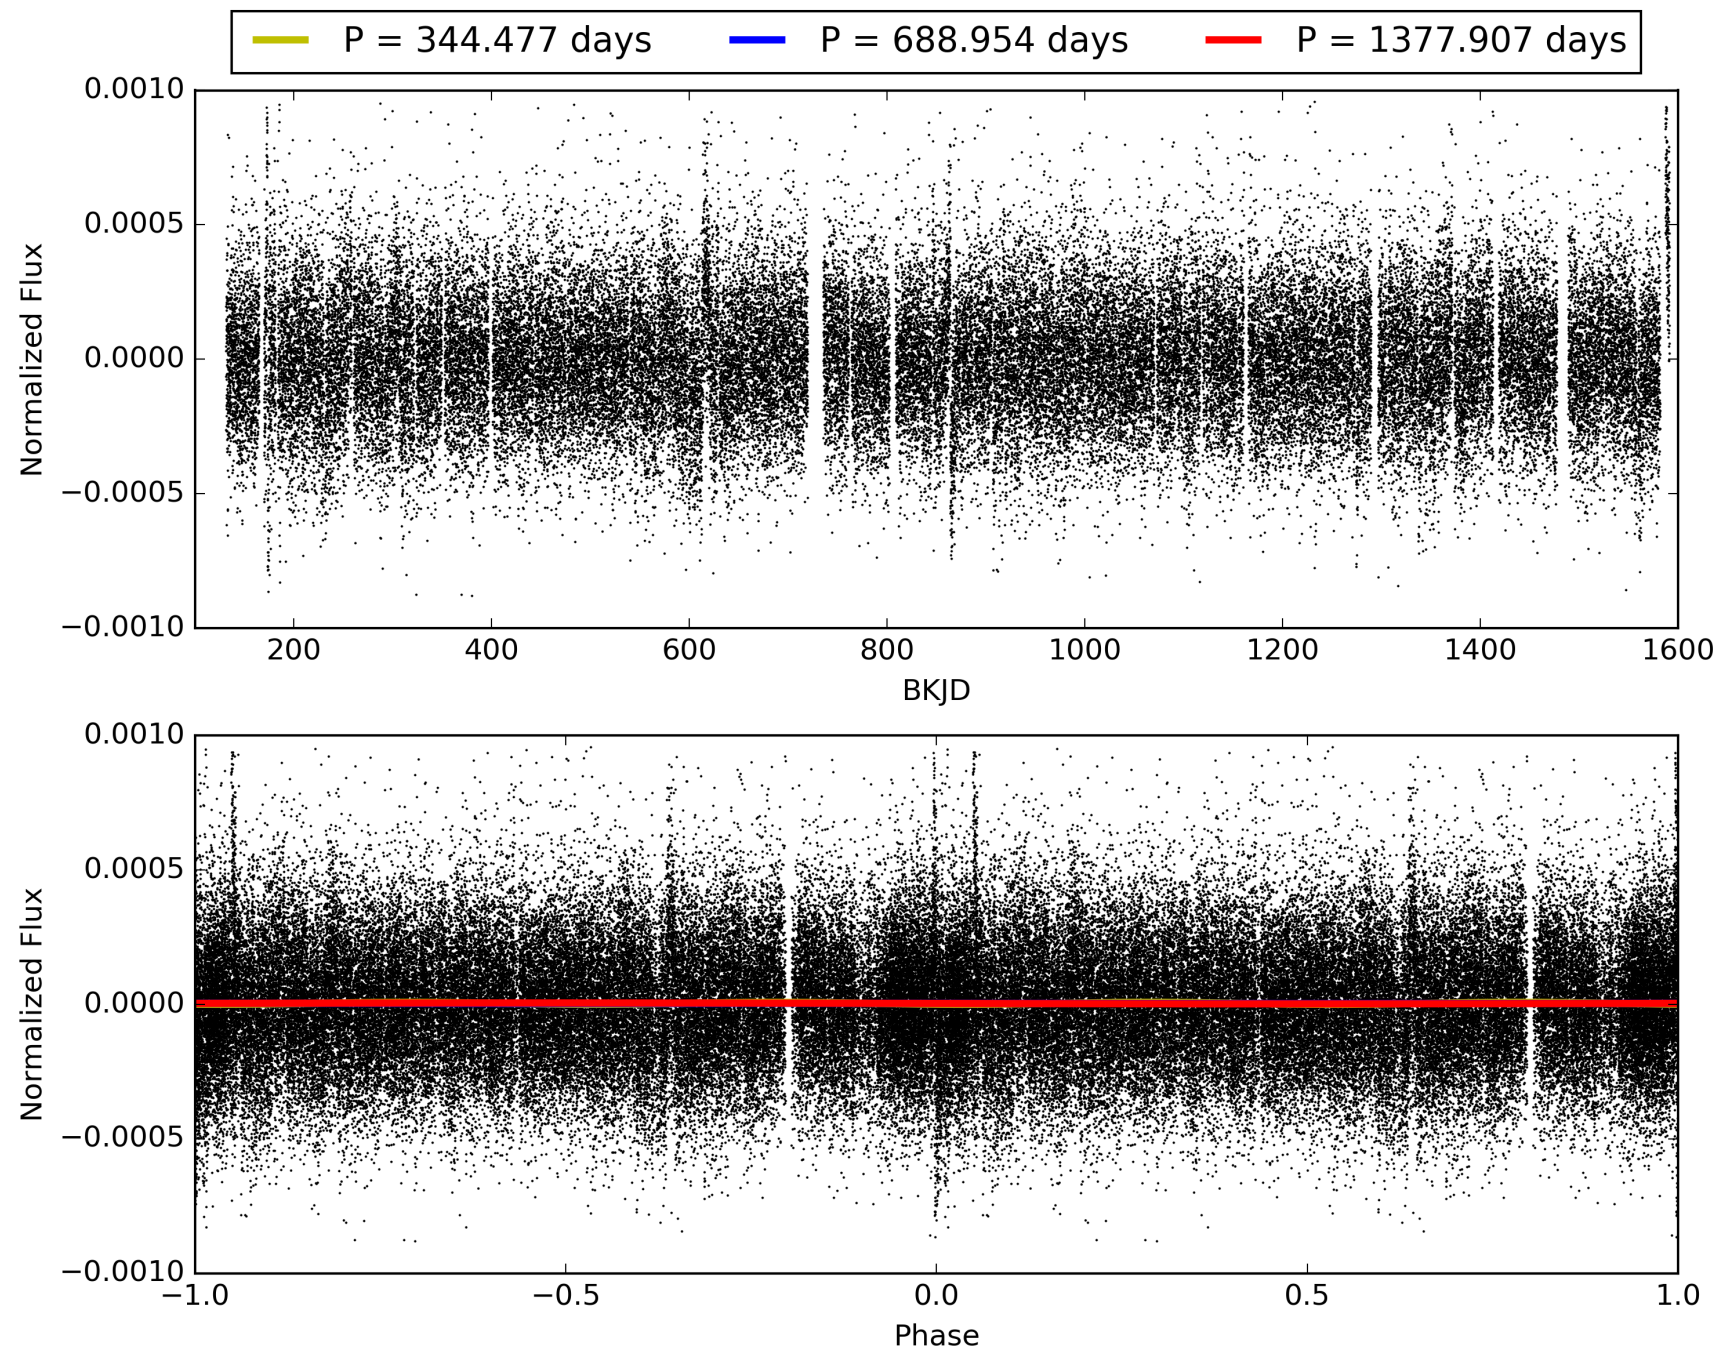 P = 344.477 days P = 688.954 days P = 1377.907 days
0.0010
0.0005
0.0000
−0.0005
−0.0010
Normalized Flux
200 400 600 800 1000 1200 1400 1600
BKJD
0.0010
0.0005
0.0000
−0.0005
−0.0010
Normalized Flux
−1.0 −0.5 0.0 0.5 1.0
Phase